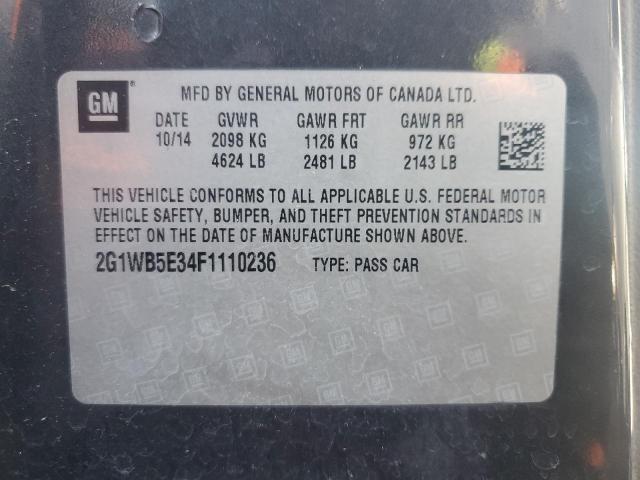 GM ® MFD BY GENERAL MOTORS OF CANADA LTD.
DATE GVWR GAWR FRT GAWR RR
10/14 2098 KG 1126 KG 972 KG
4624 LB 2481 LB 2143 LB
THIS VEHICLE CONFORMS TO ALL APPLICABLE U.S. FEDERAL MOTOR
VEHICLE SAFETY, BUMPER, AND THEFT PREVENTION STANDARDS IN
EFFECT ON THE DATE OF MANUFACTURE SHOWN ABOVE.
2G1WB5E34F1110236 TYPE: PASS CAR